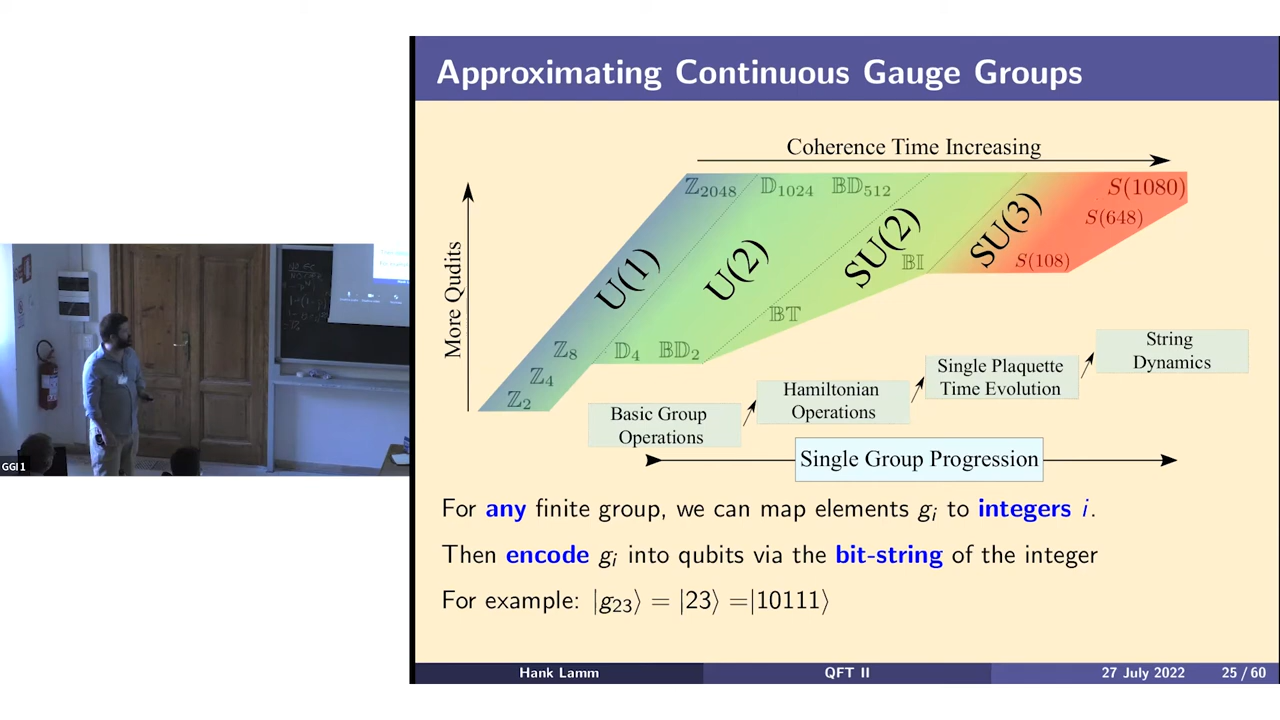 Approximating Continuous Gauge Groups
Coherence Time Increasing
More Qudits
ℤ₂₀₄₈ 𝔻₁₀₂₄ 𝔹𝔻₅₁₂ S(1080)
S(648)
U(1) U(2) SU(2) SU(3)
𝔹𝕀 S(108)
𝔹𝕋
ℤ₈ 𝔻₄ 𝔹𝔻₂
ℤ₄
ℤ₂
Basic Group
Operations
Hamiltonian
Operations
Single Plaquette
Time Evolution
String
Dynamics
Single Group Progression
For any finite group, we can map elements gᵢ to integers i.
Then encode gᵢ into qubits via the bit-string of the integer
For example: |g₂₃⟩ = |23⟩ =|10111⟩
Hank Lamm QFT II 27 July 2022 25 / 60
GGI 1